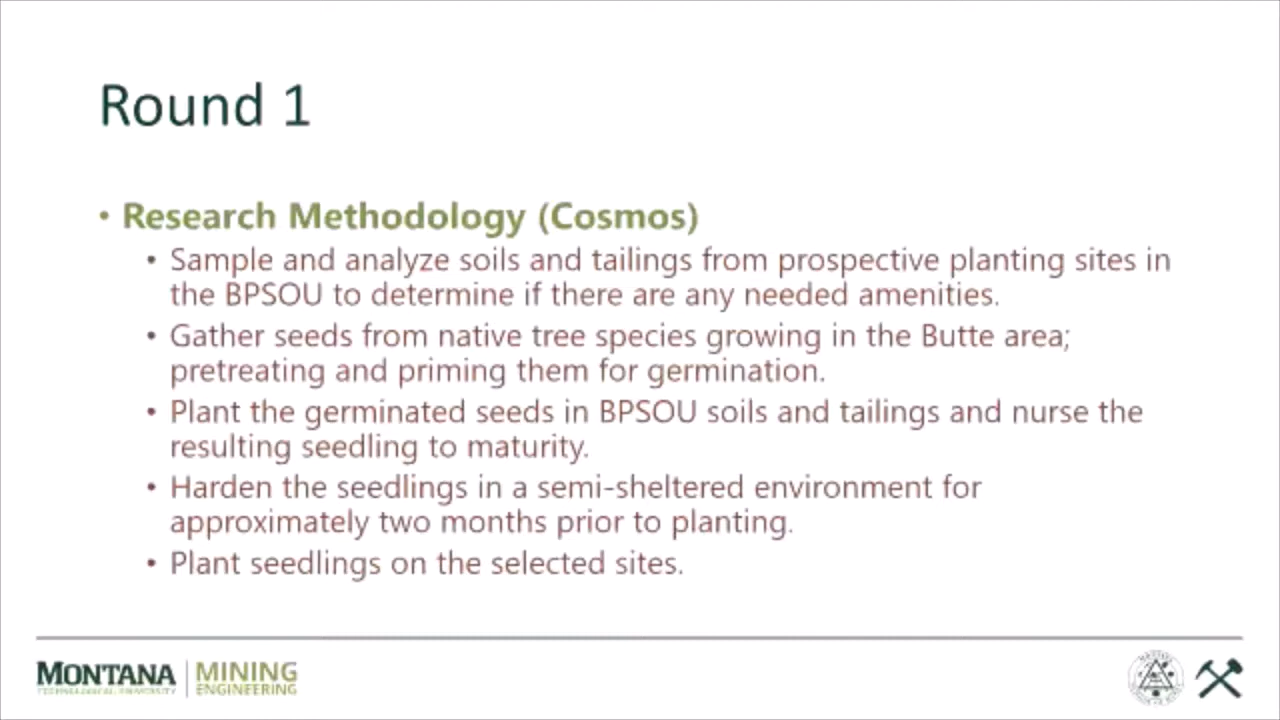 Round 1
• Research Methodology (Cosmos)
• Sample and analyze soils and tailings from prospective planting sites in
the BPSOU to determine if there are any needed amenities.
• Gather seeds from native tree species growing in the Butte area;
pretreating and priming them for germination.
• Plant the germinated seeds in BPSOU soils and tailings and nurse the
resulting seedling to maturity.
• Harden the seedlings in a semi-sheltered environment for
approximately two months prior to planting.
• Plant seedlings on the selected sites.
MONTANA
TECHNOLOGICAL UNIVERSITY
MINING
ENGINEERING